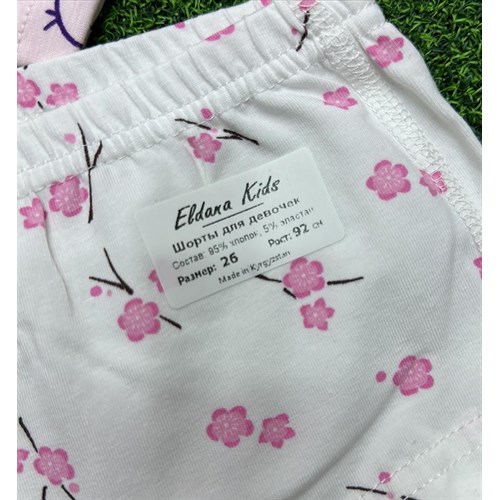 Eldana Kids
Шорты для девочек
Состав: 95% хлопок, 5% эластан
Размер: 26 Рост: 92 см
Made in Kyrgyzstan